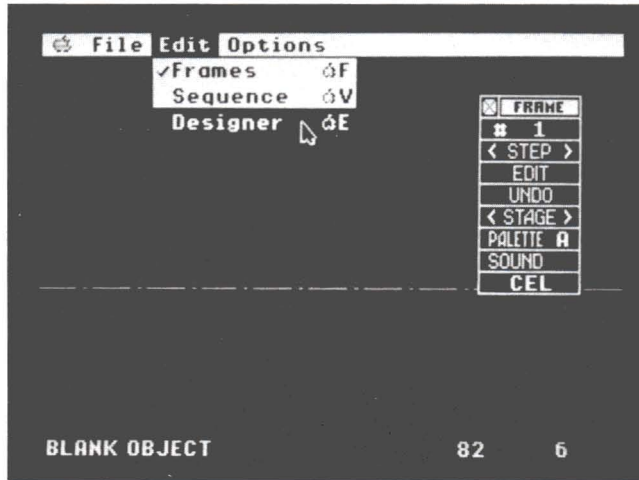 File Edit Options
✓Frames F
Sequence V
Designer E
FRAME
# 1
< STEP >
EDIT
UNDO
< STAGE >
PALETTE A
SOUND
CEL
BLANK OBJECT 82 6